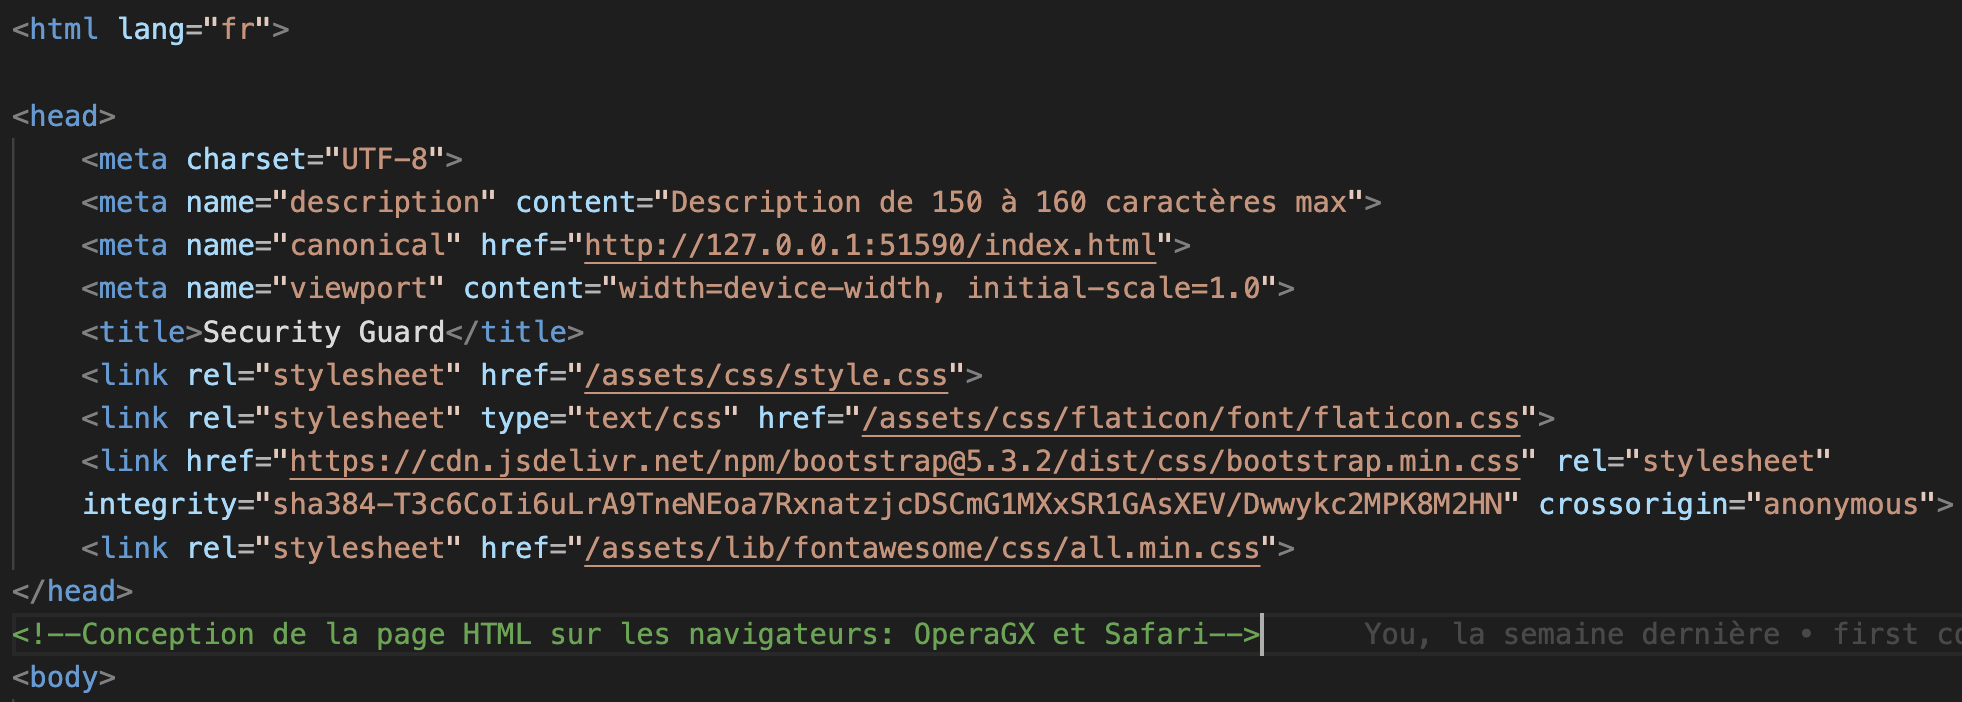 <html lang="fr">
<head>
<meta charset="UTF-8">
<meta name="description" content="Description de 150 à 160 caractères max">
<meta name="canonical" href="http://127.0.0.1:51590/index.html">
<meta name="viewport" content="width=device-width, initial-scale=1.0">
<title>Security Guard</title>
<link rel="stylesheet" href="/assets/css/style.css">
<link rel="stylesheet" type="text/css" href="/assets/css/flaticon/font/flaticon.css">
<link href="https://cdn.jsdelivr.net/npm/bootstrap@5.3.2/dist/css/bootstrap.min.css" rel="stylesheet"
integrity="sha384-T3c6CoIi6uLrA9TneNEoa7RxnatzjcDSCmG1MXxSR1GAsXEV/Dwwykc2MPK8M2HN" crossorigin="anonymous">
<link rel="stylesheet" href="/assets/lib/fontawesome/css/all.min.css">
</head>
<!--Conception de la page HTML sur les navigateurs: OperaGX et Safari--> You, la semaine dernière • first
<body>